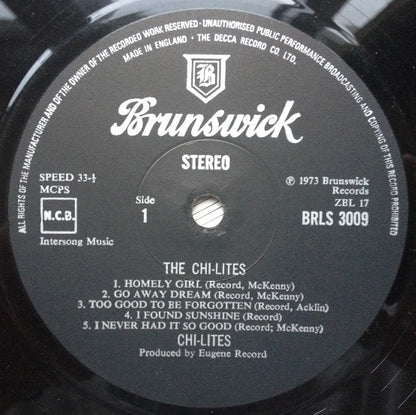 ALL RIGHTS OF THE MANUFACTURER AND OF THE OWNER OF THE RECORDED WORK RESERVED · UNAUTHORISED PUBLIC PERFORMANCE BROADCASTING AND COPYING OF THIS RECORD PROHIBITED
MADE IN ENGLAND · THE DECCA RECORD CO. LTD.
B
Brunswick
STEREO
SPEED 33⅓
MCPS
N.C.B.
Intersong Music
Side
1
℗ 1973 Brunswick
Records
ZBL 17
BRLS 3009
THE CHI-LITES
1. HOMELY GIRL (Record, McKenny)
2. GO AWAY DREAM (Record, McKenny)
3. TOO GOOD TO BE FORGOTTEN (Record, Acklin)
4. I FOUND SUNSHINE (Record)
5. I NEVER HAD IT SO GOOD (Record; McKenny)
CHI-LITES
Produced by Eugene Record